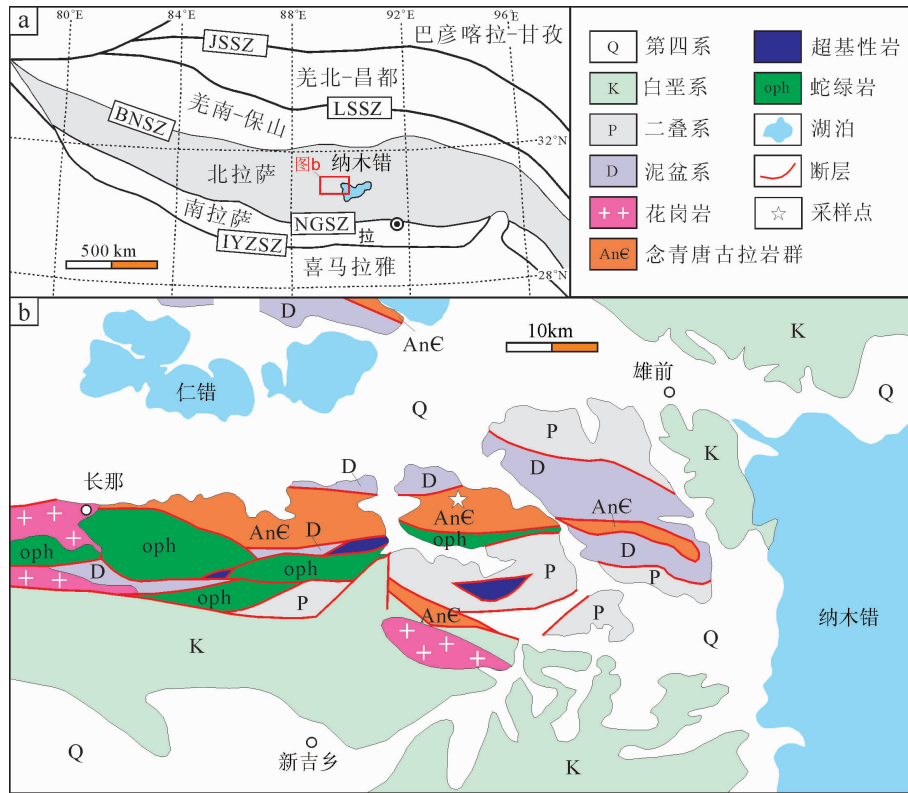 a
80°E
84°E
88°E
92°E
96°E
JSSZ
巴彦喀拉-甘孜
羌北-昌都
LSSZ
羌南-保山
BNSZ
32°N
北拉萨
图b
纳木错
南拉萨
NGSZ
拉
IYZSZ
500 km
喜马拉雅
28°N
Q 第四系
超基性岩
K 白垩系
oph 蛇绿岩
P 二叠系
湖泊
D 泥盆系
断层
花岗岩
采样点
An∈ 念青唐古拉岩群
b
D
An∈
10km
K
仁错
雄前
Q
Q
P
K
D
D
D
长那
An∈
An∈
An∈
D
oph
oph
D
oph
D
oph
P
P
oph
P
An∈
P
K
Q
纳木错
Q
新吉乡
K